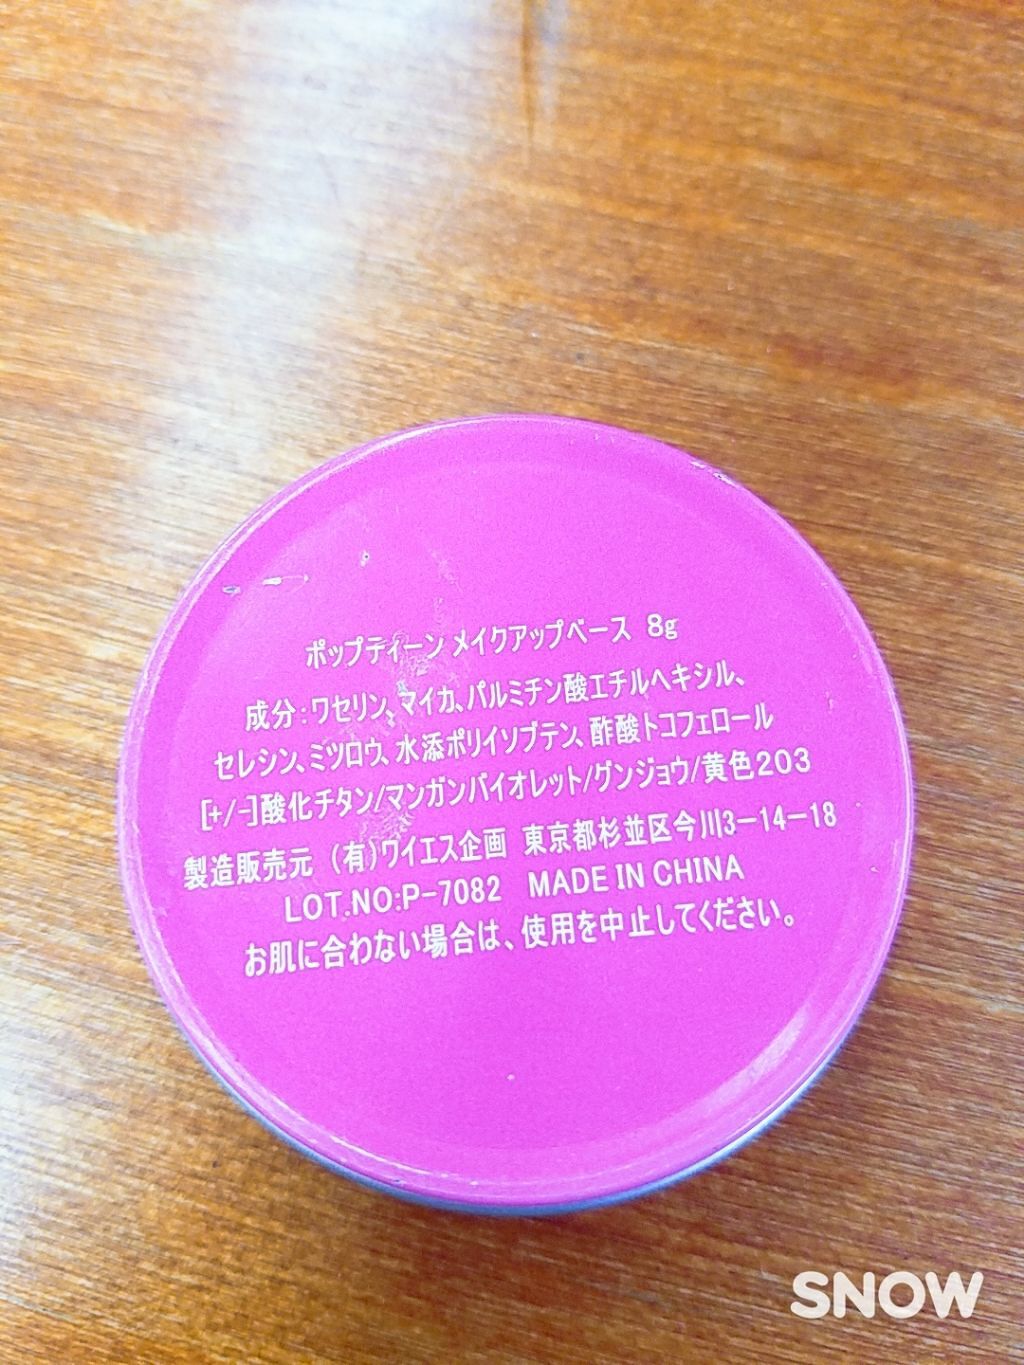 ポップティーン メイクアップベース 8g
成分:ワセリン、マイカ、パルミチン酸エチルヘキシル、
セレシン、ミツロウ、水添ポリイソブテン、酢酸トコフェロール
[+/-]酸化チタン/マンガンバイオレット/グンジョウ/黄色203
製造販売元 (有)ワイエス企画 東京都杉並区今川3-14-18
LOT.NO:P-7082 MADE IN CHINA
お肌に合わない場合は、使用を中止してください。
SNOW